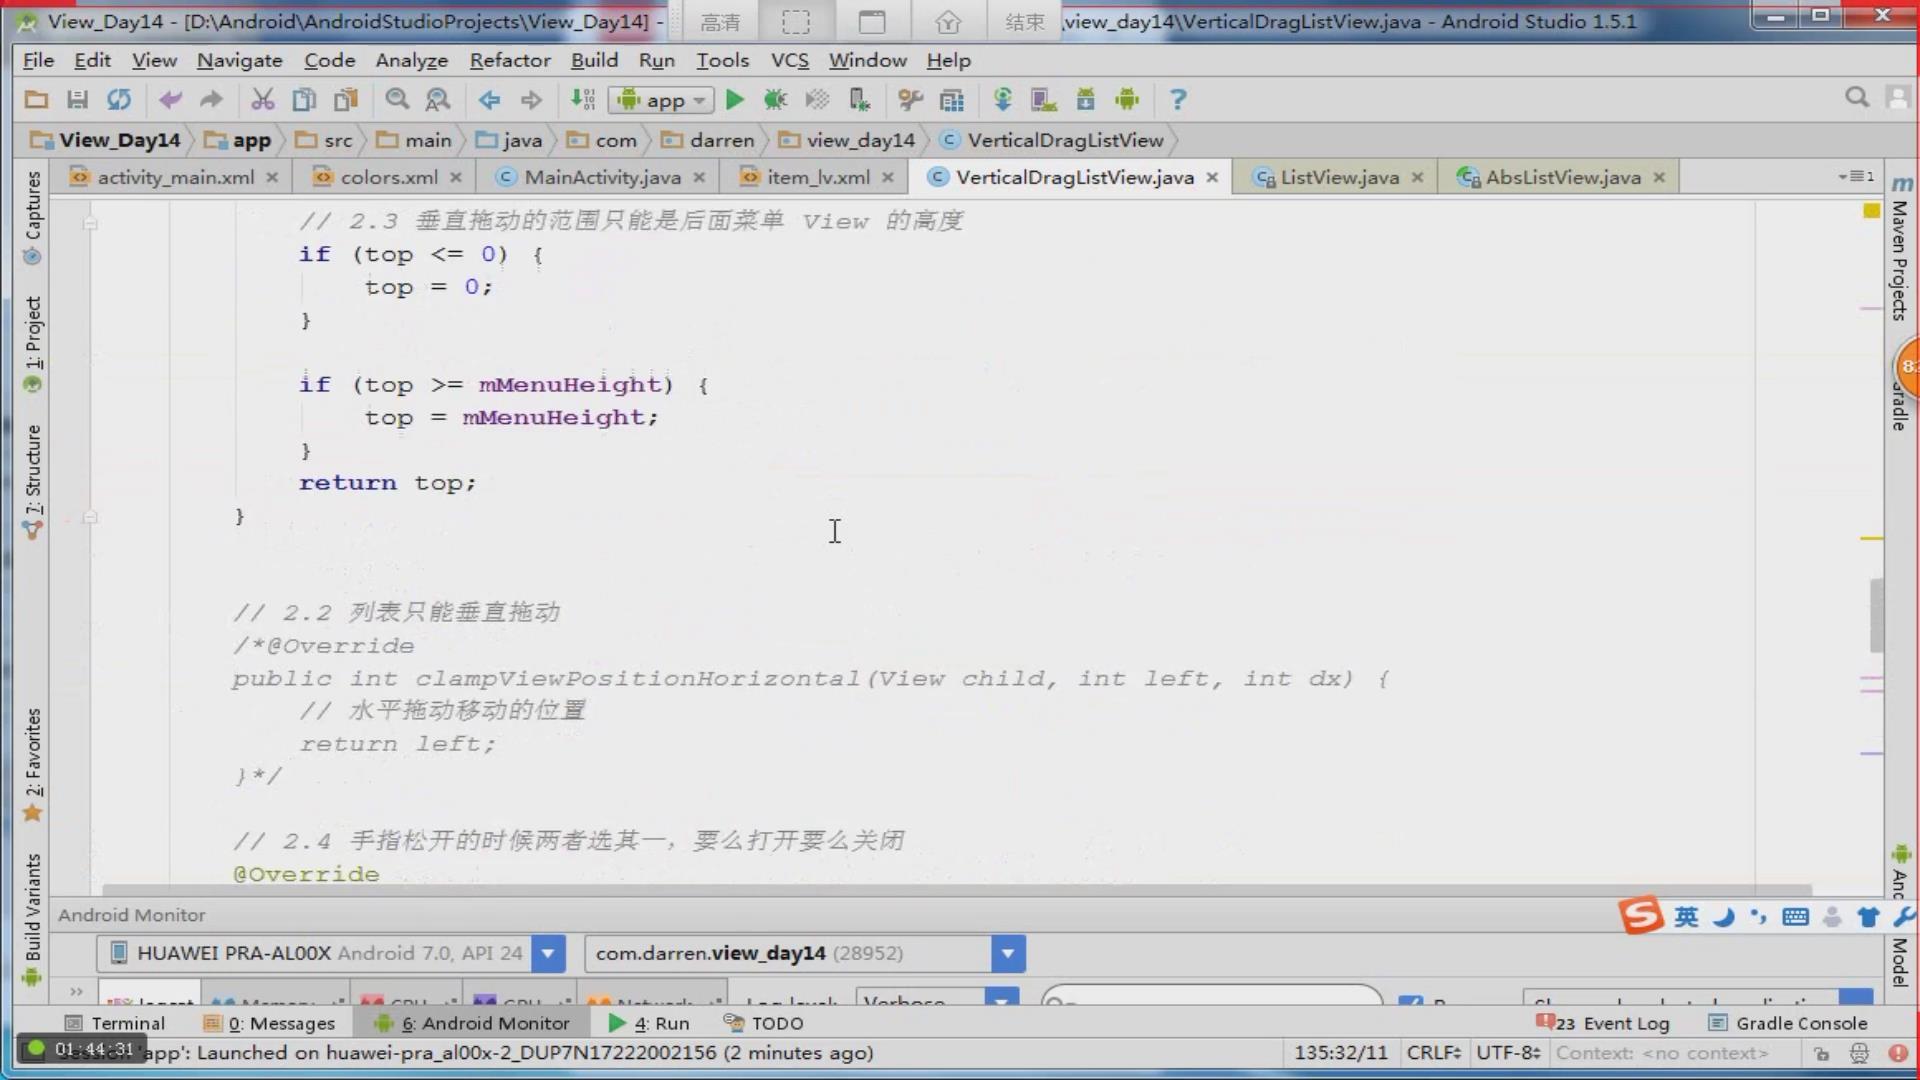 View_Day14 - [D:\Android\AndroidStudioProjects\View_Day14] - 高清 结束 \view_day14\VerticalDragListView.java - Android Studio 1.5.1
File Edit View Navigate Code Analyze Refactor Build Run Tools VCS Window Help
app
View_Day14 app src main java com darren view_day14 VerticalDragListView
activity_main.xml colors.xml MainActivity.java item_lv.xml VerticalDragListView.java ListView.java AbsListView.java 1
Captures
1: Project
7: Structure
2: Favorites
Build Variants
// 2.3 垂直拖动的范围只能是后面菜单 View 的高度
if (top <= 0) {
top = 0;
}
if (top >= mMenuHeight) {
top = mMenuHeight;
}
return top;
}
// 2.2 列表只能垂直拖动
/*@Override
public int clampViewPositionHorizontal(View child, int left, int dx) {
// 水平拖动移动的位置
return left;
}*/
// 2.4 手指松开的时候两者选其一，要么打开要么关闭
@Override
Maven Projects
Model
Android Monitor
英
HUAWEI PRA-AL00X Android 7.0, API 24 com.darren.view_day14 (28952)
logcat Memory CPU GPU Network Log level: Verbose
Terminal 0: Messages 6: Android Monitor 4: Run TODO 23 Event Log Gradle Console
01:44:31 'app': Launched on huawei-pra_al00x-2_DUP7N17222002156 (2 minutes ago) 135:32/11 CRLF UTF-8 Context: <no context>